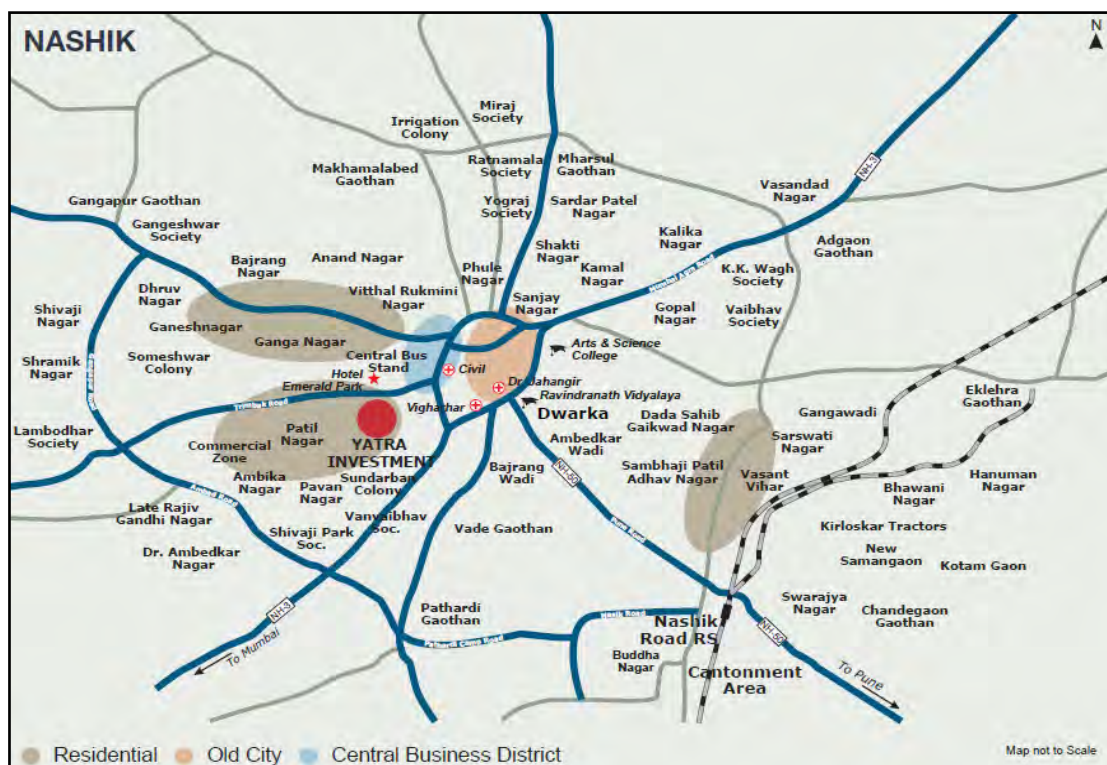 NASHIK
N
Miraj
Society
Irrigation
Colony
Ratnamala
Society
Mharsul
Gaothan
Makhamalabed
Gaothan
Vasandad
Nagar
NH-3
Gangapur Gaothan
Yograj
Society
Sardar Patel
Nagar
Gangeshwar
Society
Kalika
Nagar
Adgaon
Gaothan
Bajrang
Nagar
Anand Nagar
Shakti
Nagar
Phule
Nagar
Kamal
Nagar
K.K. Wagh
Society
Dhruv
Nagar
Vitthal Rukmini
Nagar
Sanjay
Nagar
Gopal
Nagar
Vaibhav
Society
Shivaji
Nagar
Ganeshnagar
Ganga Nagar
Arts & Science
College
Shramik
Nagar
Someshwar
Colony
Central Bus
Stand
Civil
Hotel
Emerald Park
Dr. Jahangir
Ravindranath Vidyalaya
Eklehra
Gaothan
Trimbak Road
Vighathar
Dwarka
Dada Sahib
Gaikwad Nagar
Gangawadi
Lambodhar
Society
Patil
Nagar
Commercial
Zone
YATRA
INVESTMENT
Ambedkar
Wadi
Sarswati
Nagar
Sambhaji Patil
Adhav Nagar
Vasant
Vihar
Bajrang
Wadi
NH-50
Hanuman
Nagar
Ambika
Nagar
Pavan
Nagar
Sundarban
Colony
Bhawani
Nagar
Ambad Road
Late Rajiv
Gandhi Nagar
Vanvaibhav
Soc.
Shivaji Park
Soc.
Vade Gaothan
Pune Road
Kirloskar Tractors
Dr. Ambedkar
Nagar
New
Samangaon
Kotam Gaon
NH-3
Pathardi
Gaothan
Swarajya
Nagar
Chandegaon
Gaothan
Nasik Road
Nashik
Road RS
NH-50
To Mumbai
Buddha
Nagar
Cantonment
Area
To Pune
Residential
Old City
Central Business District
Map not to Scale